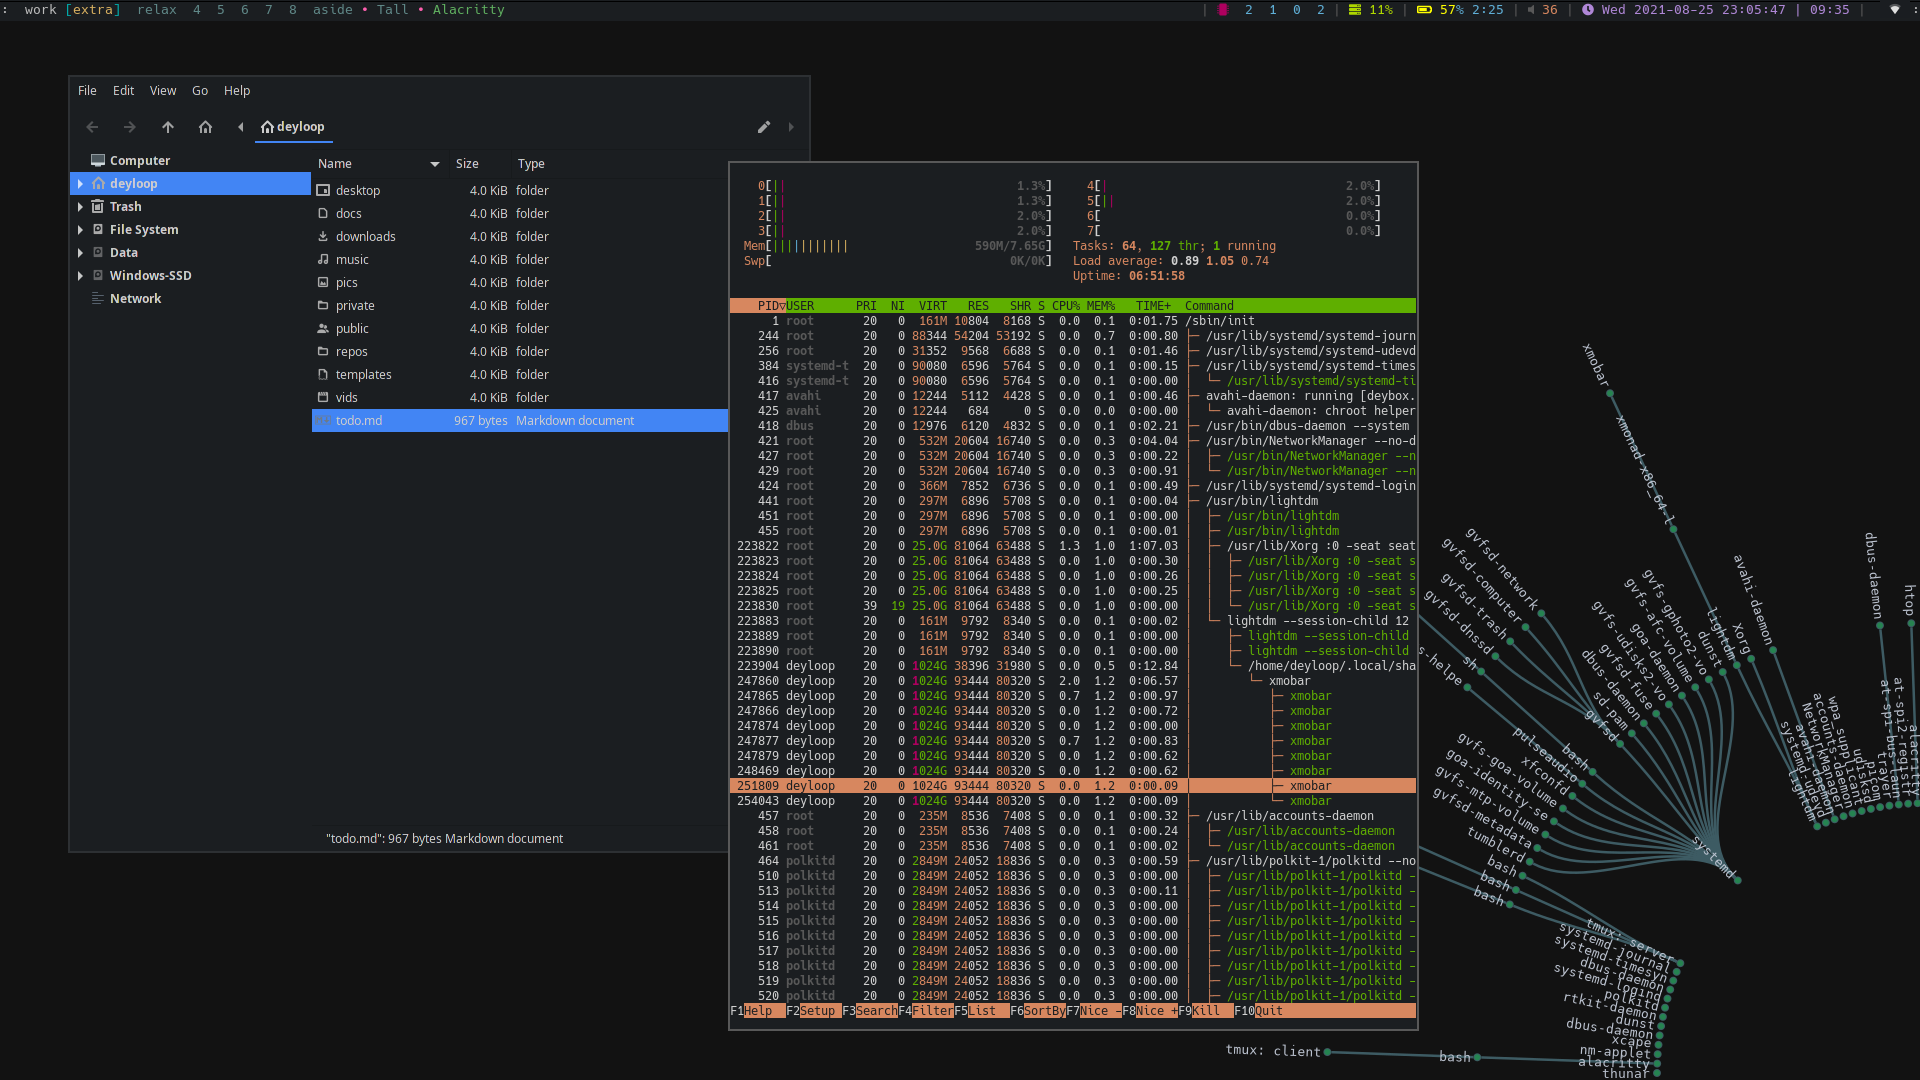 : work [extra] relax 4 5 6 7 8 aside • Tall • Alacritty
| 2 1 0 2 | 11% | 57% 2:25 | 36 | Wed 2021-08-25 23:05:47 | 09:35 | :
File Edit View Go Help
deyloop
Computer
deyloop
Trash
File System
Data
Windows-SSD
Network
Name Size Type
desktop 4.0 KiB folder
docs 4.0 KiB folder
downloads 4.0 KiB folder
music 4.0 KiB folder
pics 4.0 KiB folder
private 4.0 KiB folder
public 4.0 KiB folder
repos 4.0 KiB folder
templates 4.0 KiB folder
vids 4.0 KiB folder
todo.md 967 bytes Markdown document
"todo.md": 967 bytes Markdown document
0[|| 1.3%] 4[| 2.0%]
1[|| 1.3%] 5[|| 2.0%]
2[|| 2.0%] 6[ 0.0%]
3[|| 2.0%] 7[ 0.0%]
Mem[||||||||||| 590M/7.65G] Tasks: 64, 127 thr; 1 running
Swp[ 0K/0K] Load average: 0.89 1.05 0.74
Uptime: 06:51:58
PID▽USER PRI NI VIRT RES SHR S CPU% MEM% TIME+ Command
1 root 20 0 161M 10804 8168 S 0.0 0.1 0:01.75 /sbin/init
244 root 20 0 88344 54204 53192 S 0.0 0.7 0:00.80 ├─ /usr/lib/systemd/systemd-journ
256 root 20 0 31352 9568 6688 S 0.0 0.1 0:01.46 ├─ /usr/lib/systemd/systemd-udevd
384 systemd-t 20 0 90080 6596 5764 S 0.0 0.1 0:00.15 ├─ /usr/lib/systemd/systemd-times
416 systemd-t 20 0 90080 6596 5764 S 0.0 0.1 0:00.00 │ └─ /usr/lib/systemd/systemd-ti
417 avahi 20 0 12244 5112 4428 S 0.0 0.1 0:00.46 ├─ avahi-daemon: running [deybox.
425 avahi 20 0 12244 684 0 S 0.0 0.0 0:00.00 │ └─ avahi-daemon: chroot helper
418 dbus 20 0 12976 6120 4832 S 0.0 0.1 0:02.21 ├─ /usr/bin/dbus-daemon --system
421 root 20 0 532M 20604 16740 S 0.0 0.3 0:04.04 ├─ /usr/bin/NetworkManager --no-d
427 root 20 0 532M 20604 16740 S 0.0 0.3 0:00.22 │ ├─ /usr/bin/NetworkManager --n
429 root 20 0 532M 20604 16740 S 0.0 0.3 0:00.91 │ └─ /usr/bin/NetworkManager --n
424 root 20 0 366M 7852 6736 S 0.0 0.1 0:00.49 ├─ /usr/lib/systemd/systemd-login
441 root 20 0 297M 6896 5708 S 0.0 0.1 0:00.04 ├─ /usr/bin/lightdm
451 root 20 0 297M 6896 5708 S 0.0 0.1 0:00.00 │ ├─ /usr/bin/lightdm
455 root 20 0 297M 6896 5708 S 0.0 0.1 0:00.01 │ ├─ /usr/bin/lightdm
223822 root 20 0 25.0G 81064 63488 S 1.3 1.0 1:07.03 │ ├─ /usr/lib/Xorg :0 -seat seat
223823 root 20 0 25.0G 81064 63488 S 0.0 1.0 0:00.30 │ │ ├─ /usr/lib/Xorg :0 -seat s
223824 root 20 0 25.0G 81064 63488 S 0.0 1.0 0:00.26 │ │ ├─ /usr/lib/Xorg :0 -seat s
223825 root 20 0 25.0G 81064 63488 S 0.0 1.0 0:00.25 │ │ ├─ /usr/lib/Xorg :0 -seat s
223830 root 39 19 25.0G 81064 63488 S 0.0 1.0 0:00.00 │ │ └─ /usr/lib/Xorg :0 -seat s
223883 root 20 0 161M 9792 8340 S 0.0 0.1 0:00.02 │ └─ lightdm --session-child 12
223889 root 20 0 161M 9792 8340 S 0.0 0.1 0:00.00 │ ├─ lightdm --session-child
223890 root 20 0 161M 9792 8340 S 0.0 0.1 0:00.00 │ ├─ lightdm --session-child
223904 deyloop 20 0 1024G 38396 31980 S 0.0 0.5 0:12.84 │ └─ /home/deyloop/.local/sha
247860 deyloop 20 0 1024G 93444 80320 S 2.0 1.2 0:06.57 │ └─ xmobar
247865 deyloop 20 0 1024G 93444 80320 S 0.7 1.2 0:00.97 │ ├─ xmobar
247866 deyloop 20 0 1024G 93444 80320 S 0.0 1.2 0:00.72 │ ├─ xmobar
247874 deyloop 20 0 1024G 93444 80320 S 0.0 1.2 0:00.00 │ ├─ xmobar
247877 deyloop 20 0 1024G 93444 80320 S 0.7 1.2 0:00.83 │ ├─ xmobar
247879 deyloop 20 0 1024G 93444 80320 S 0.0 1.2 0:00.62 │ ├─ xmobar
248469 deyloop 20 0 1024G 93444 80320 S 0.0 1.2 0:00.62 │ ├─ xmobar
251809 deyloop 20 0 1024G 93444 80320 S 0.0 1.2 0:00.09 │ ├─ xmobar
254043 deyloop 20 0 1024G 93444 80320 S 0.0 1.2 0:00.09 │ └─ xmobar
457 root 20 0 235M 8536 7408 S 0.0 0.1 0:00.32 ├─ /usr/lib/accounts-daemon
458 root 20 0 235M 8536 7408 S 0.0 0.1 0:00.24 │ ├─ /usr/lib/accounts-daemon
461 root 20 0 235M 8536 7408 S 0.0 0.1 0:00.02 │ └─ /usr/lib/accounts-daemon
464 polkitd 20 0 2849M 24052 18836 S 0.0 0.3 0:00.59 ├─ /usr/lib/polkit-1/polkitd --no
510 polkitd 20 0 2849M 24052 18836 S 0.0 0.3 0:00.00 │ ├─ /usr/lib/polkit-1/polkitd -
513 polkitd 20 0 2849M 24052 18836 S 0.0 0.3 0:00.11 │ ├─ /usr/lib/polkit-1/polkitd -
514 polkitd 20 0 2849M 24052 18836 S 0.0 0.3 0:00.00 │ ├─ /usr/lib/polkit-1/polkitd -
515 polkitd 20 0 2849M 24052 18836 S 0.0 0.3 0:00.00 │ ├─ /usr/lib/polkit-1/polkitd -
516 polkitd 20 0 2849M 24052 18836 S 0.0 0.3 0:00.00 │ ├─ /usr/lib/polkit-1/polkitd -
517 polkitd 20 0 2849M 24052 18836 S 0.0 0.3 0:00.00 │ ├─ /usr/lib/polkit-1/polkitd -
518 polkitd 20 0 2849M 24052 18836 S 0.0 0.3 0:00.00 │ ├─ /usr/lib/polkit-1/polkitd -
519 polkitd 20 0 2849M 24052 18836 S 0.0 0.3 0:00.00 │ ├─ /usr/lib/polkit-1/polkitd -
520 polkitd 20 0 2849M 24052 18836 S 0.0 0.3 0:00.00 │ ├─ /usr/lib/polkit-1/polkitd -
F1Help F2Setup F3SearchF4FilterF5List F6SortByF7Nice -F8Nice +F9Kill F10Quit
xmobar
xmonad-x86_64-l
gvfsd-network
gvfsd-computer
gvfsd-trash
gvfsd-dnssd
sh
s-helpe
gvfs-gphoto2-vo
gvfs-afc-volume
gvfs-udisks2-vo
goa-daemon
gvfsd-fuse
dbus-daemon
sd-pam
gvfsd
dunst
lightdm
Xorg
avahi-daemon
dbus-daemon
htop
bash
pulseaudio
xfconfd
gvfs-goa-volume
goa-identity-se
gvfs-mtp-volume
gvfsd-metadata
tumblerd
bash
bash
bash
systemd
lightdm
systemd-udevd
avahi-daemon
NetworkManager
accounts-daemon
wpa_supplicant
udisksd
picom
trayer
at-spi-bus-laun
at-spi2-registr
alacritty
tmux: server
systemd-journal
systemd-timesyn
dbus-daemon
systemd-logind
polkitd
rtkit-daemon
dunst
dbus-daemon
xcape
nm-applet
alacritty
thunar
tmux: client
bash